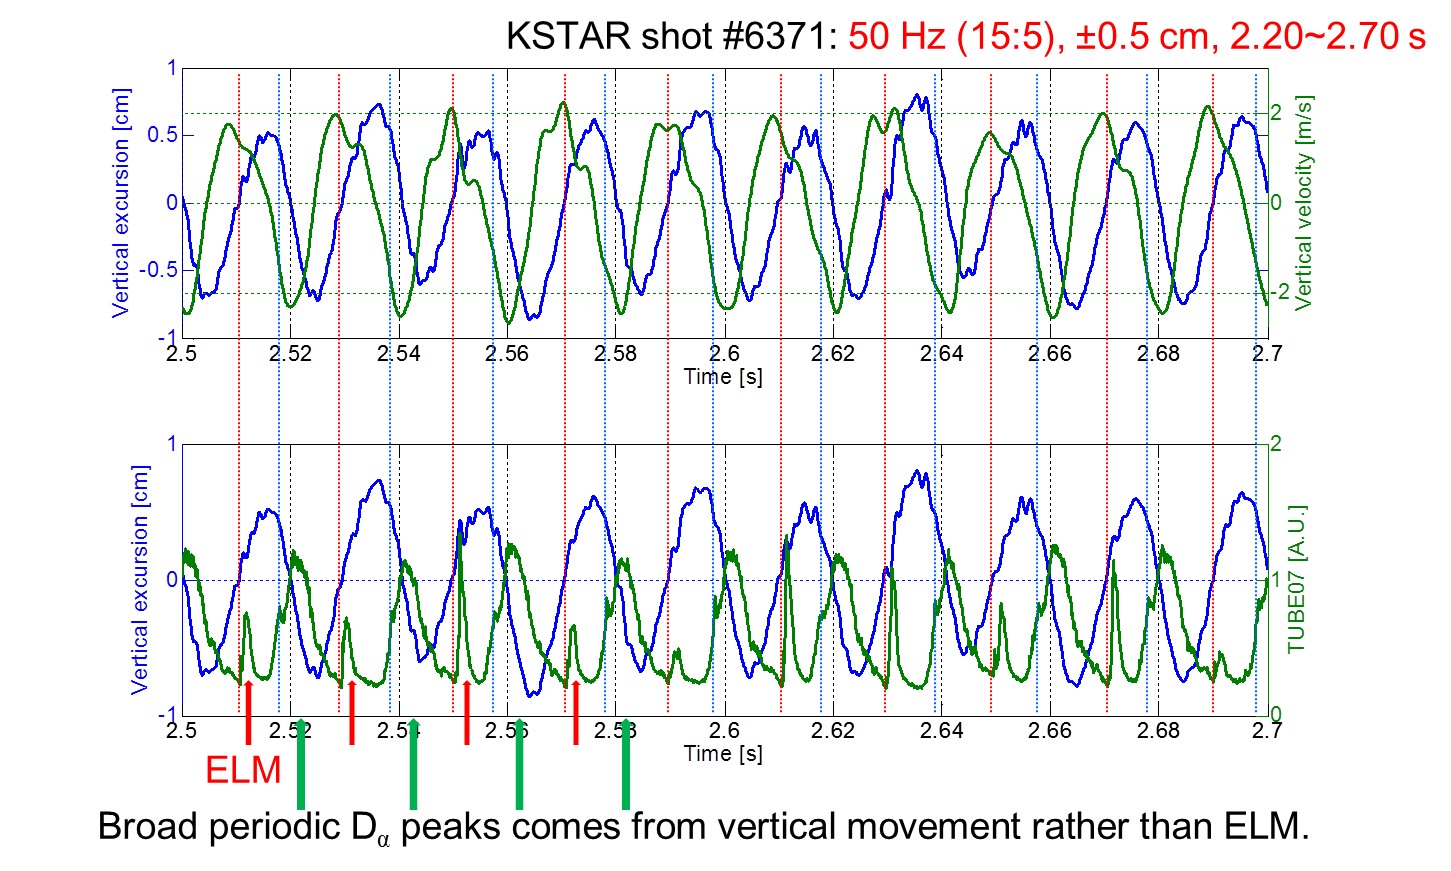 KSTAR shot #6371: 50 Hz (15:5), ±0.5 cm, 2.20~2.70 s
Vertical excursion [cm]
1
0.5
0
-0.5
-1
2
0
-2
Vertical velocity [m/s]
2.5 2.52 2.54 2.56 2.58 2.6 2.62 2.64 2.66 2.68 2.7
Time [s]
Vertical excursion [cm]
1
0
-1
2
1
0
TUBE07 [A.U.]
2.5 2.52 2.54 2.56 2.58 2.6 2.62 2.64 2.66 2.68 2.7
Time [s]
ELM
Broad periodic Dα peaks comes from vertical movement rather than ELM.